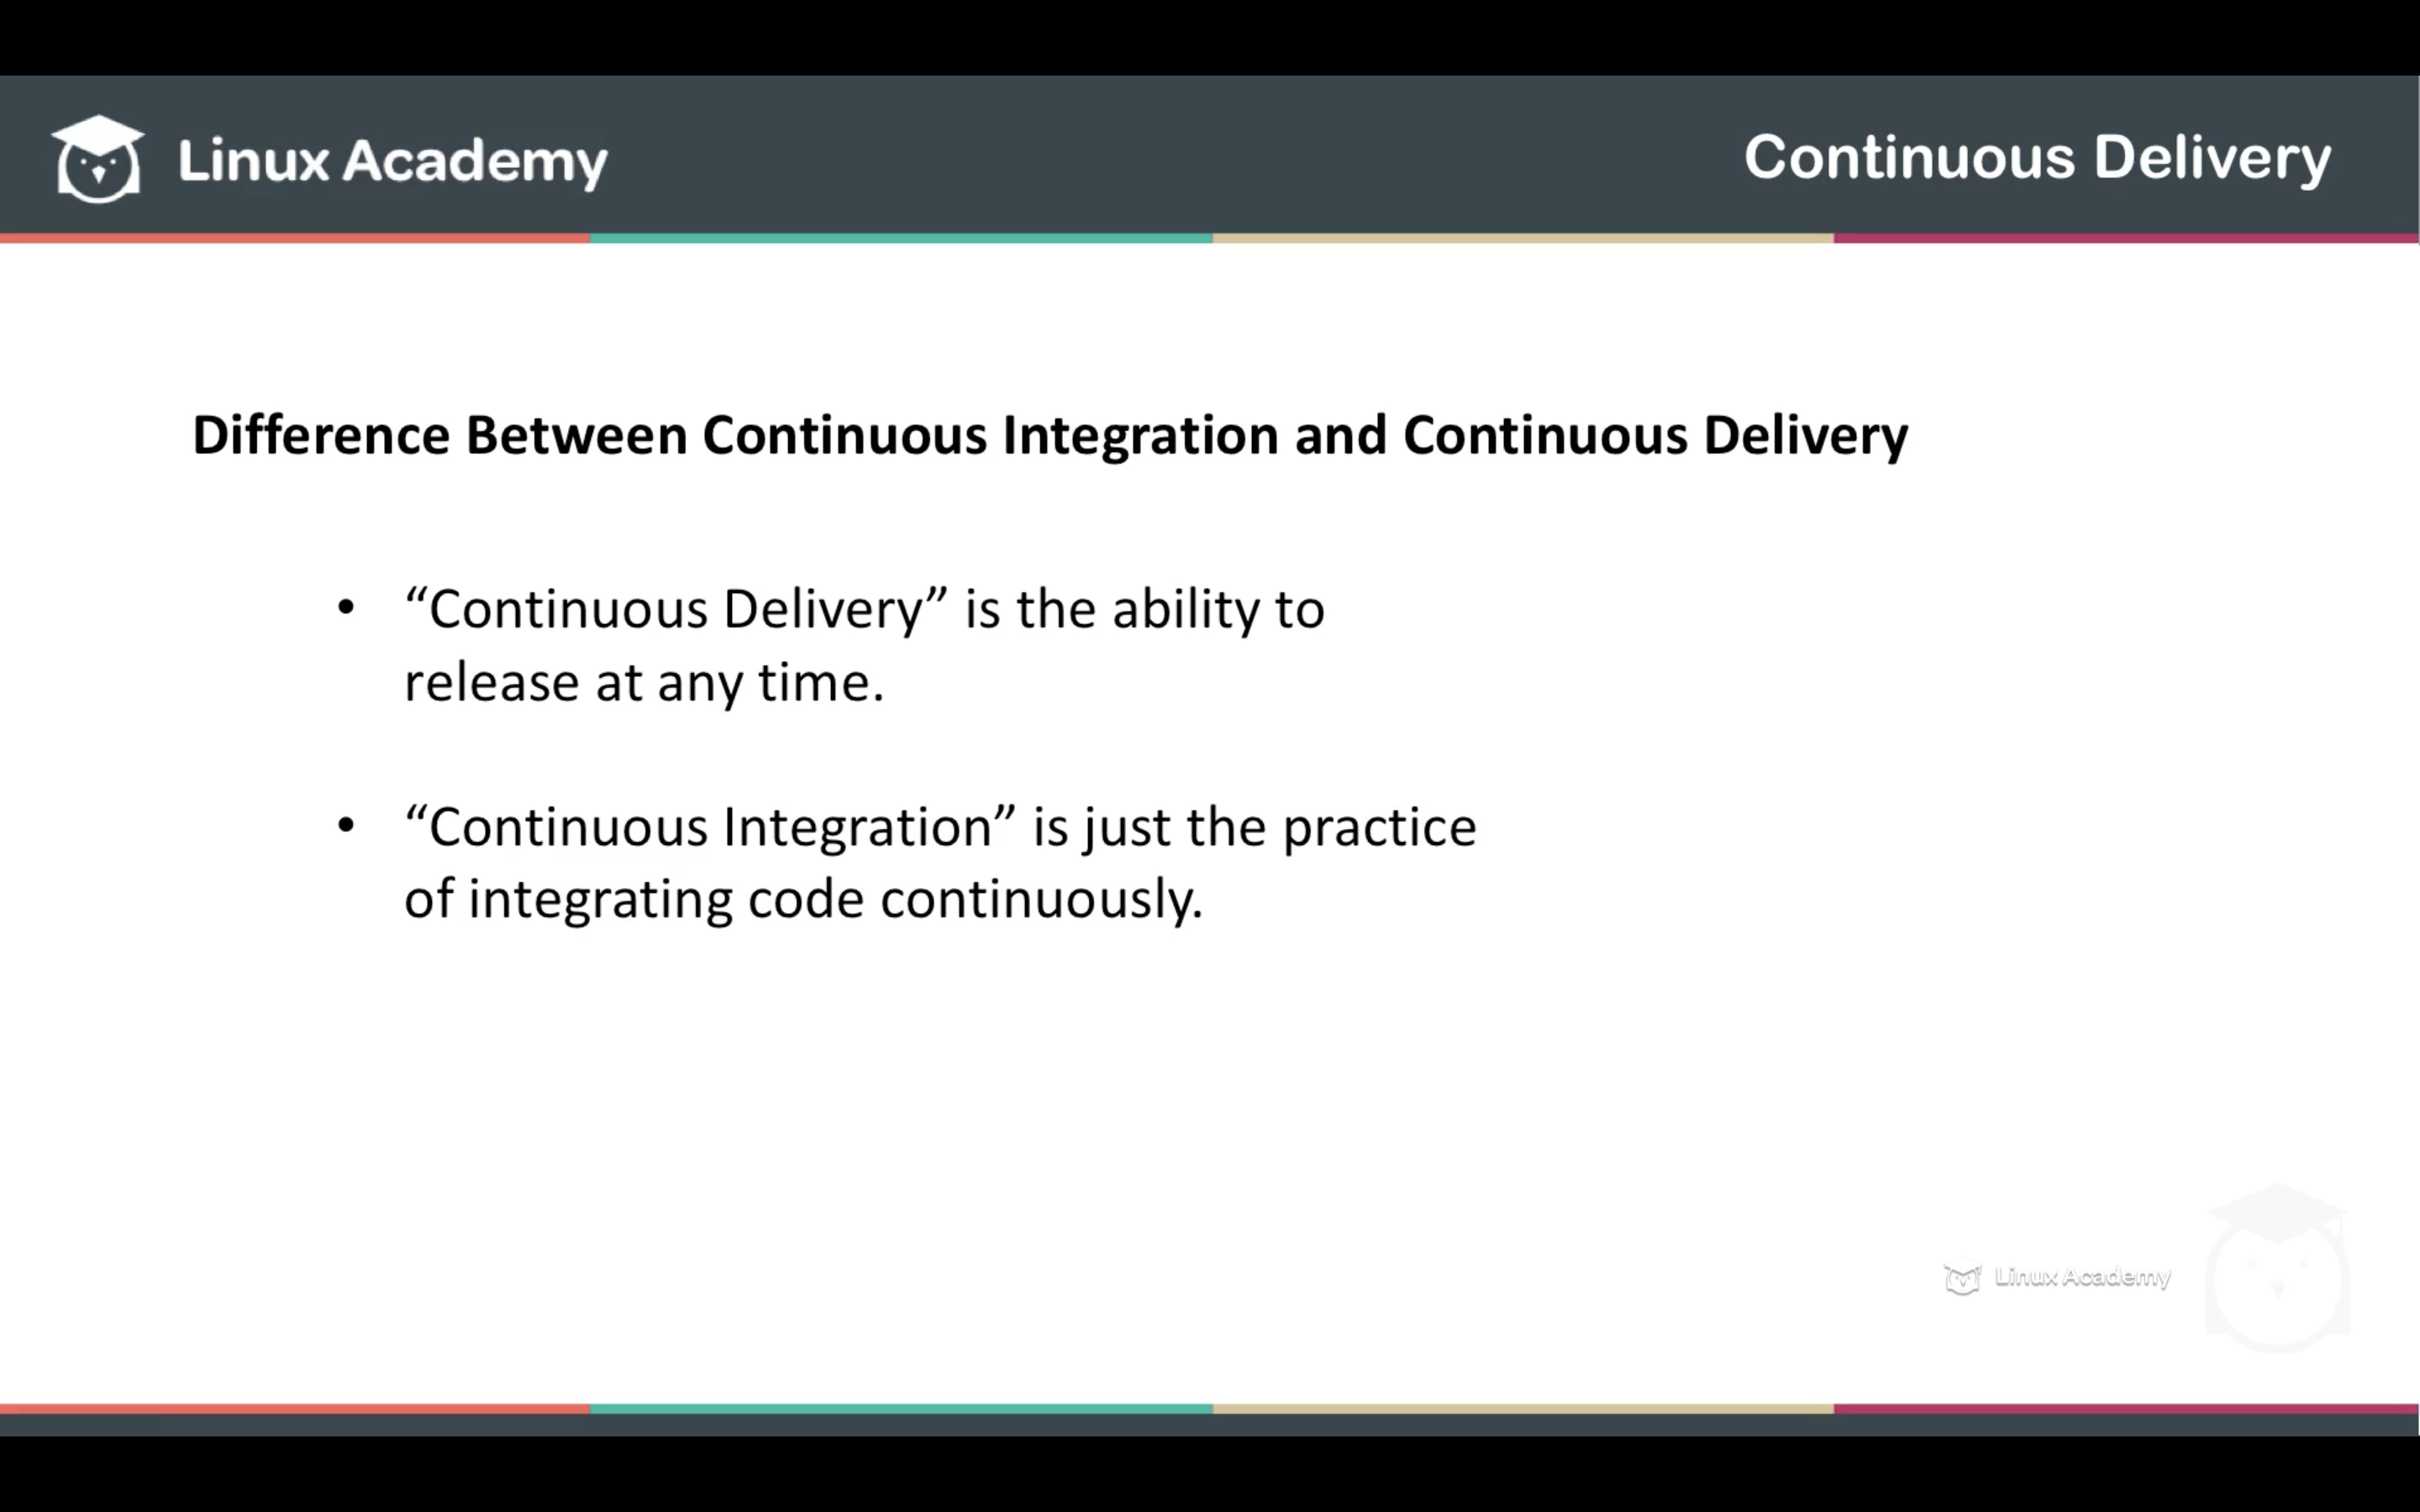 Linux Academy
Continuous Delivery
Difference Between Continuous Integration and Continuous Delivery
• “Continuous Delivery” is the ability to
release at any time.
• “Continuous Integration” is just the practice
of integrating code continuously.
Linux Academy